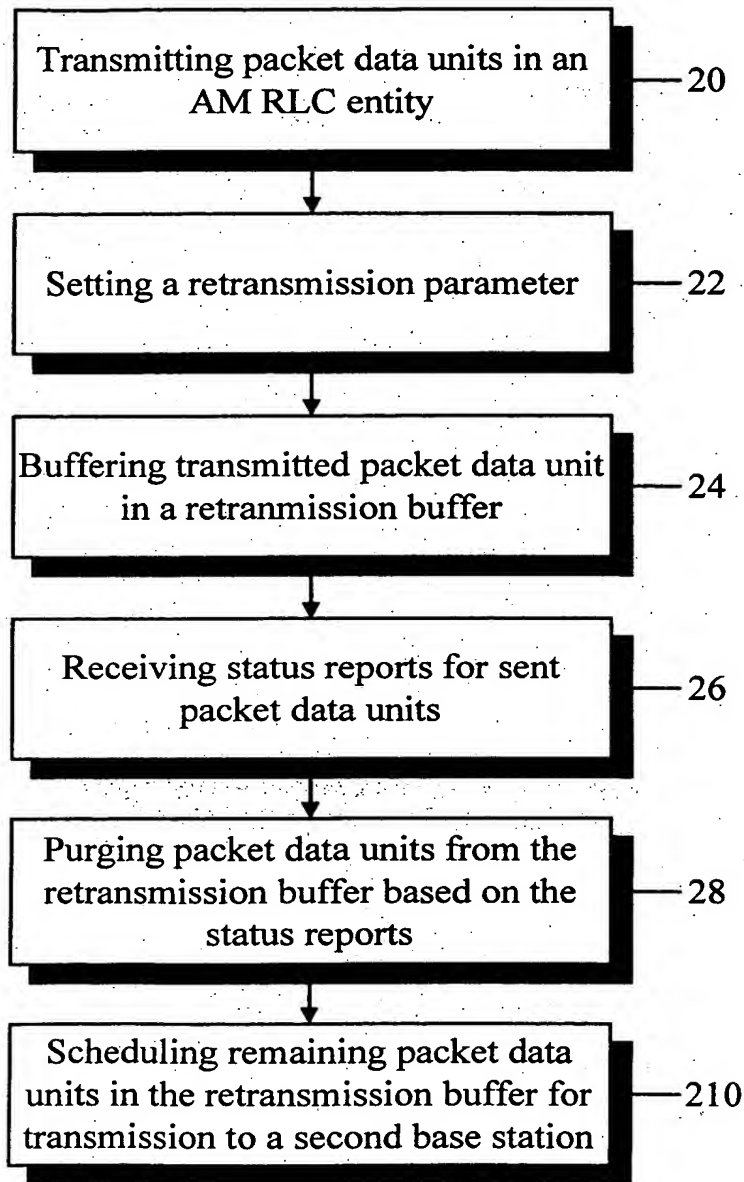 Transmitting packet data units in an
AM RLC entity
20
Setting a retransmission parameter
22
Buffering transmitted packet data unit
in a retranmission buffer
24
Receiving status reports for sent
packet data units
26
Purging packet data units from the
retransmission buffer based on the
status reports
28
Scheduling remaining packet data
units in the retransmission buffer for
transmission to a second base station
210